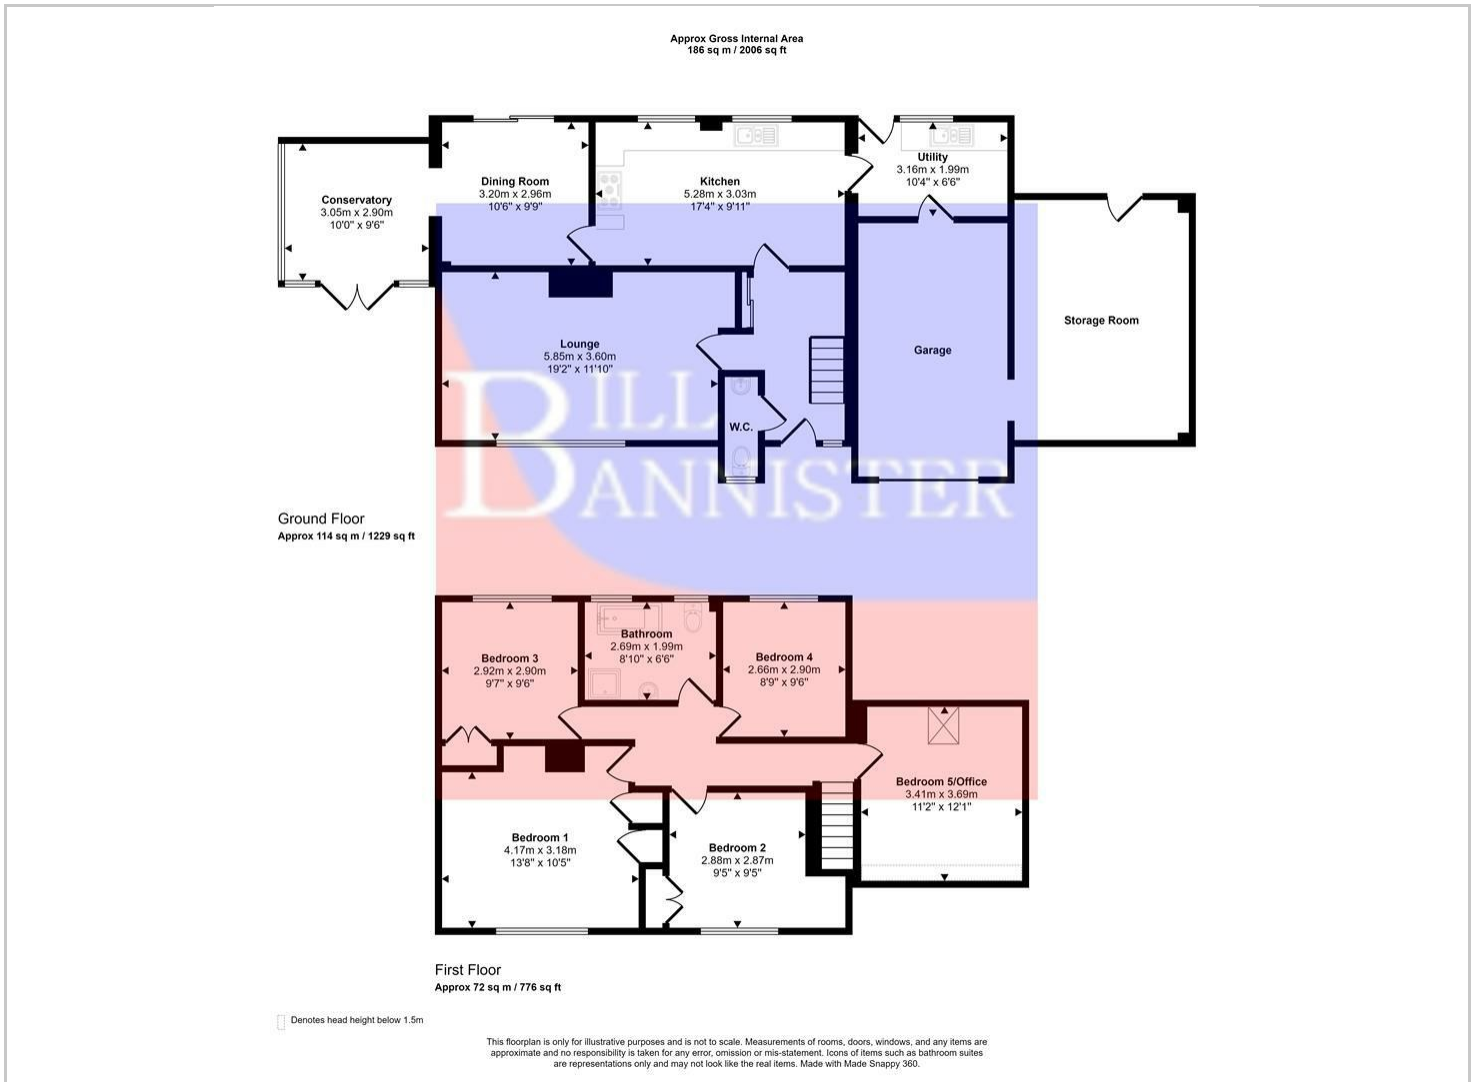 Approx Gross Internal Area
186 sq m / 2006 sq ft
Conservatory
3.05m x 2.90m
10'0" x 9'6"
Dining Room
3.20m x 2.96m
10'6" x 9'9"
Kitchen
5.28m x 3.03m
17'4" x 9'11"
Utility
3.16m x 1.99m
10'4" x 6'6"
Storage Room
Garage
Lounge
5.85m x 3.60m
19'2" x 11'10"
W.C.
BILL
BANNISTER
Ground Floor
Approx 114 sq m / 1229 sq ft
Bedroom 3
2.92m x 2.90m
9'7" x 9'6"
Bathroom
2.69m x 1.99m
8'10" x 6'6"
Bedroom 4
2.66m x 2.90m
8'9" x 9'6"
Bedroom 5/Office
3.41m x 3.69m
11'2" x 12'1"
Bedroom 1
4.17m x 3.18m
13'8" x 10'5"
Bedroom 2
2.88m x 2.87m
9'5" x 9'5"
First Floor
Approx 72 sq m / 776 sq ft
Denotes head height below 1.5m
This floorplan is only for illustrative purposes and is not to scale. Measurements of rooms, doors, windows, and any items are
approximate and no responsibility is taken for any error, omission or mis-statement. Icons of items such as bathroom suites
are representations only and may not look like the real items. Made with Made Snappy 360.